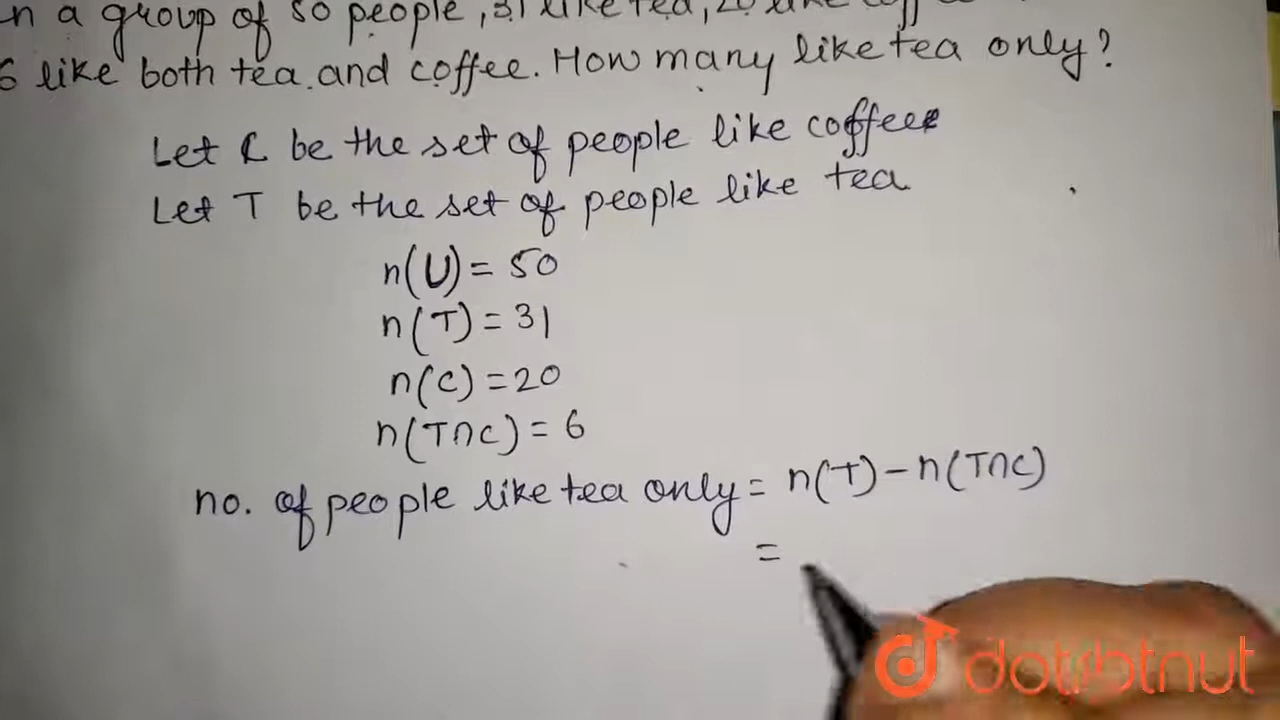 n a group of 50 people, 31 like tea, 20 like coffee
6 like both tea and coffee. How many like tea only?
Let C be the set of people like coffee
Let T be the set of people like tea
n(U) = 50
n(T) = 31
n(C) = 20
n(T∩C) = 6
no. of people like tea only = n(T) - n(T∩C)
=
doubtnut